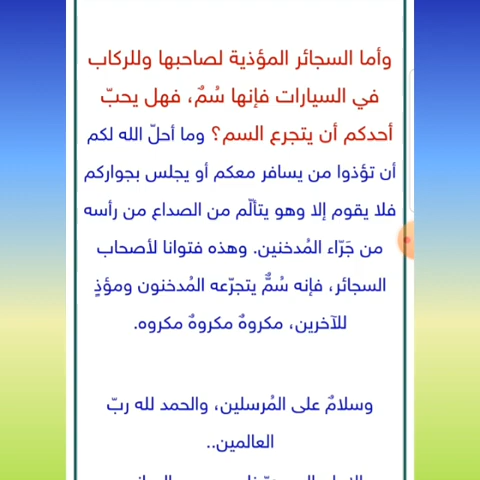 وأما السجائر المؤذية لصاحبها وللركاب
في السيارات فإنها سُمٌ، فهل يحبّ
أحدكم أن يتجرع السم؟ وما أحلّ الله لكم
أن تؤذوا من يسافر معكم أو يجلس بجواركم
فلا يقوم إلا وهو يتألّم من الصداع من رأسه
من جَرّاء المُدخنين. وهذه فتوانا لأصحاب
السجائر، فإنه سُمٌّ يتجرّعه المُدخنون ومؤذٍ
للآخرين، مكروهٌ مكروهٌ مكروه.
وسلامٌ على المُرسلين، والحمد لله ربّ
العالمين..